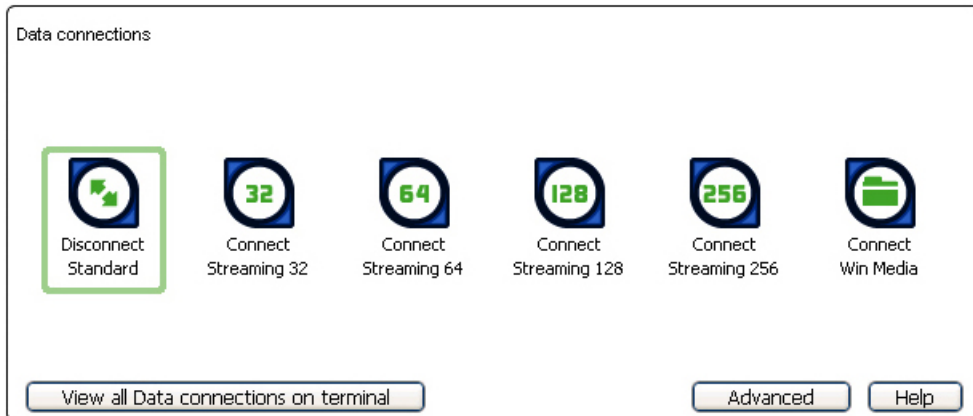 Data connections
32
64
128
256
Disconnect
Standard
Connect
Streaming 32
Connect
Streaming 64
Connect
Streaming 128
Connect
Streaming 256
Connect
Win Media
View all Data connections on terminal
Advanced
Help